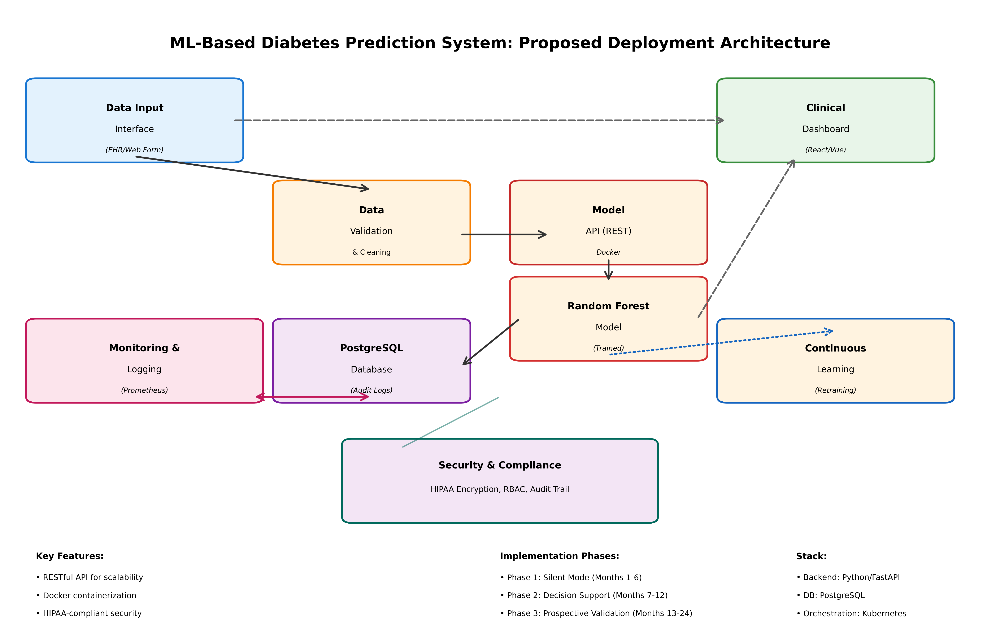 ML-Based Diabetes Prediction System: Proposed Deployment Architecture
Data Input
Interface
(EHR/Web Form)
Clinical
Dashboard
(React/Vue)
Data
Validation
& Cleaning
Model
API (REST)
Docker
Random Forest
Model
(Trained)
Monitoring &
Logging
(Prometheus)
PostgreSQL
Database
(Audit Logs)
Continuous
Learning
(Retraining)
Security & Compliance
HIPAA Encryption, RBAC, Audit Trail
Key Features:
• RESTful API for scalability
• Docker containerization
• HIPAA-compliant security
Implementation Phases:
• Phase 1: Silent Mode (Months 1-6)
• Phase 2: Decision Support (Months 7-12)
• Phase 3: Prospective Validation (Months 13-24)
Stack:
• Backend: Python/FastAPI
• DB: PostgreSQL
• Orchestration: Kubernetes